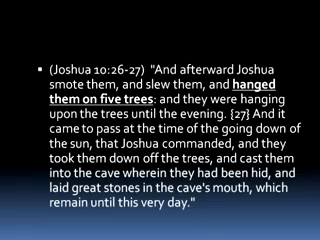 (Joshua 10:26-27) "And afterward Joshua
smote them, and slew them, and hanged
them on five trees: and they were hanging
upon the trees until the evening. {27} And it
came to pass at the time of the going down of
the sun, that Joshua commanded, and they
took them down off the trees, and cast them
into the cave wherein they had been hid, and
laid great stones in the cave's mouth, which
remain until this very day."